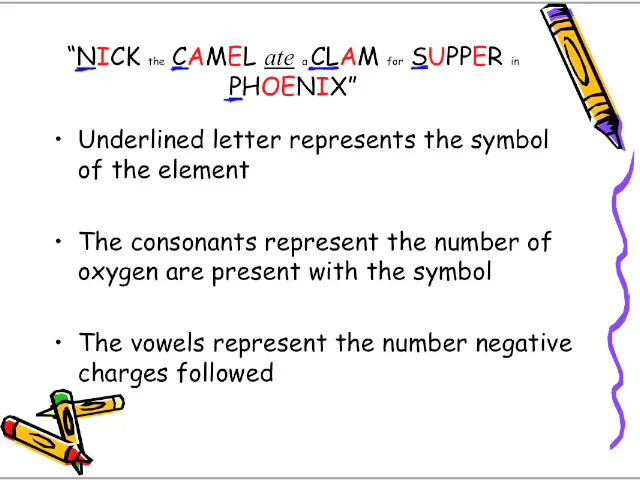 “NICK the CAMEL ate a CLAM for SUPPER in
PHOENIX”
• Underlined letter represents the symbol
of the element
• The consonants represent the number of
oxygen are present with the symbol
• The vowels represent the number negative
charges followed